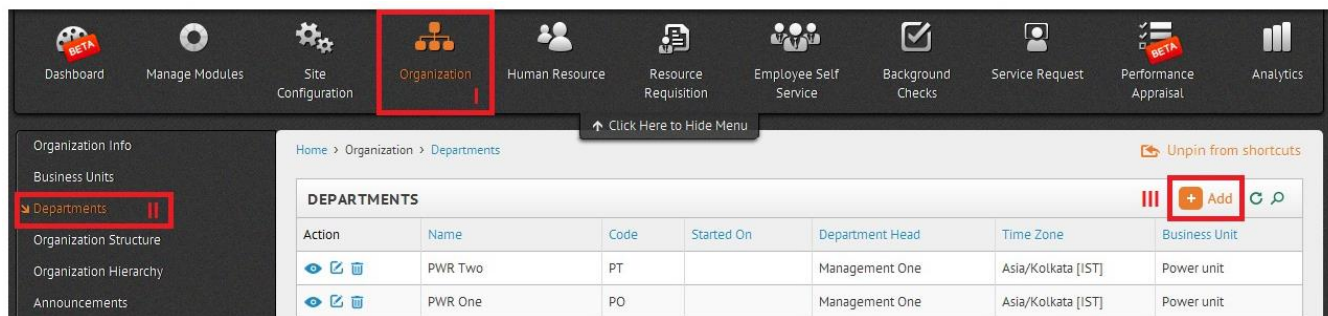 BETA
BETA
Dashboard Manage Modules Site Configuration Organization Human Resource Resource Requisition Employee Self Service Background Checks Service Request Performance Appraisal Analytics
I
↑ Click Here to Hide Menu
Organization Info
Business Units
Departments II
Organization Structure
Organization Hierarchy
Announcements
Home > Organization > Departments
Unpin from shortcuts
DEPARTMENTS III + Add
Action Name Code Started On Department Head Time Zone Business Unit
PWR Two PT Management One Asia/Kolkata [IST] Power unit
PWR One PO Management One Asia/Kolkata [IST] Power unit